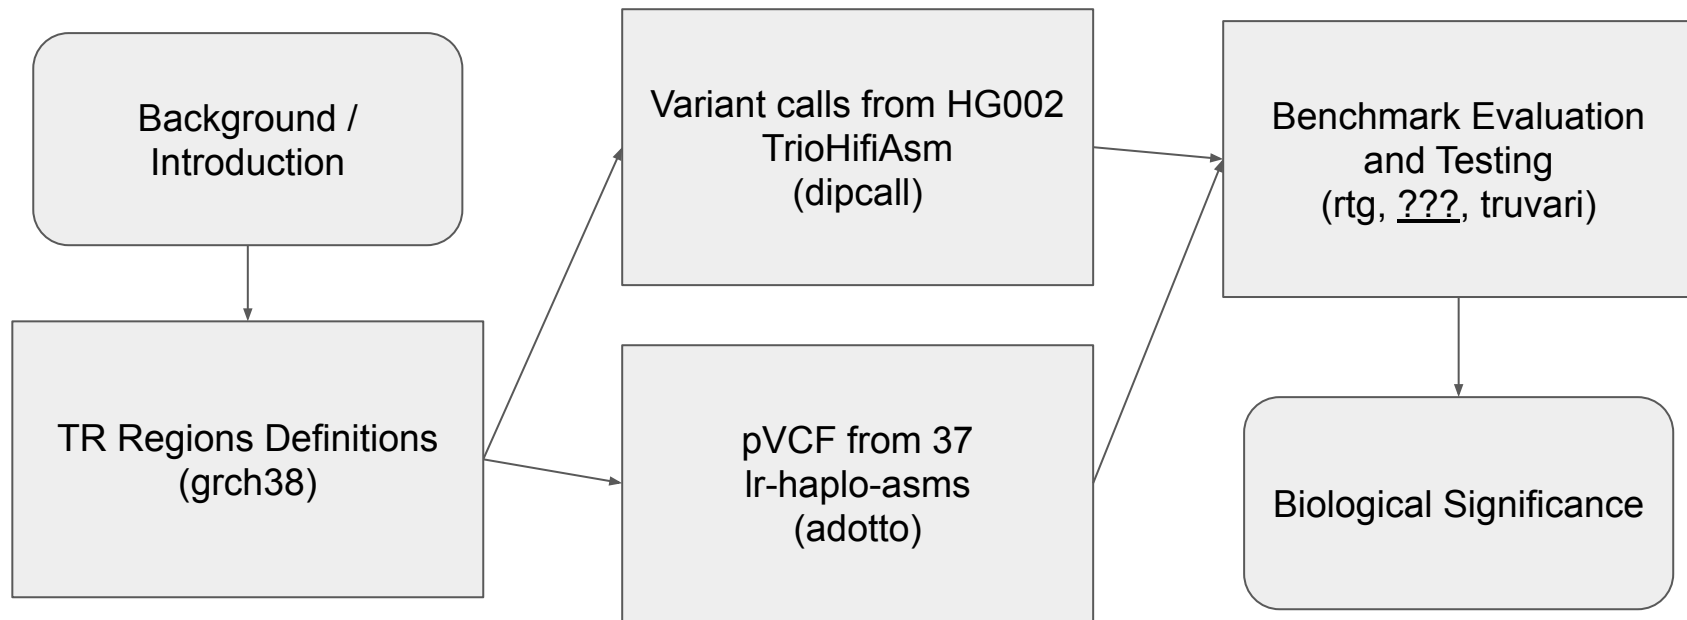 Background /
Introduction
TR Regions Definitions
(grch38)
Variant calls from HG002
TrioHifiAsm
(dipcall)
pVCF from 37
lr-haplo-asms
(adotto)
Benchmark Evaluation
and Testing
(rtg, ???, truvari)
Biological Significance